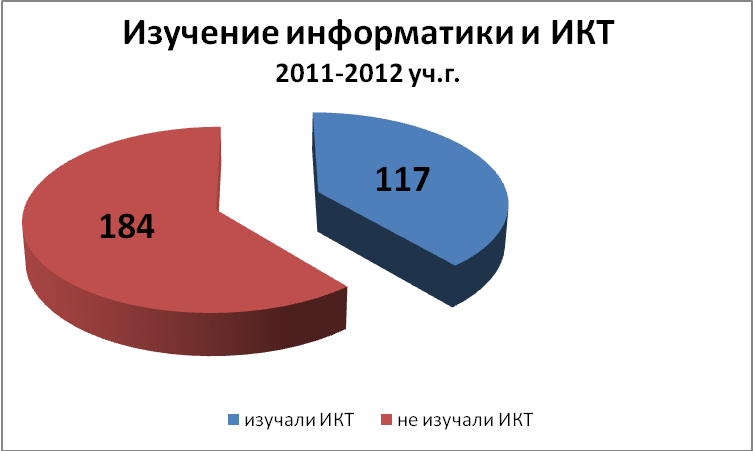 Изучение информатики и ИКТ
2011-2012 уч.г.
117
184
изучали ИКТ
не изучали ИКТ